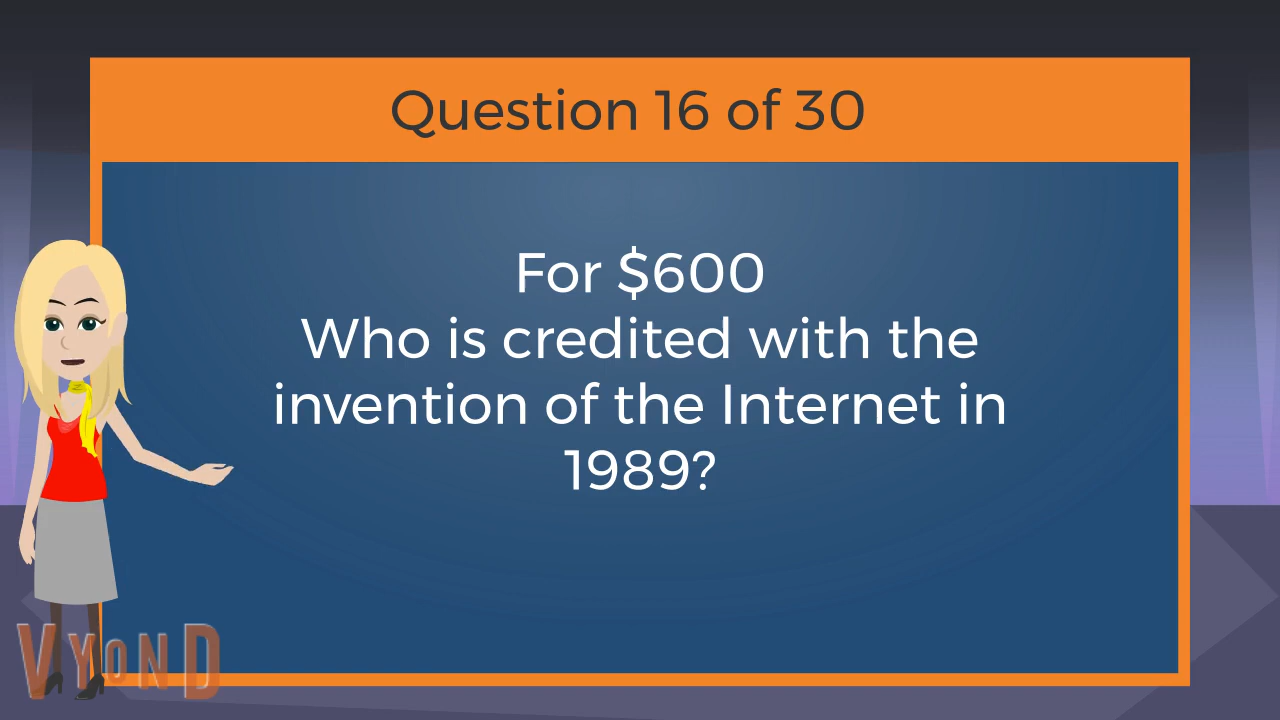 Question 16 of 30
For $600
Who is credited with the
invention of the Internet in
1989?
VYOND